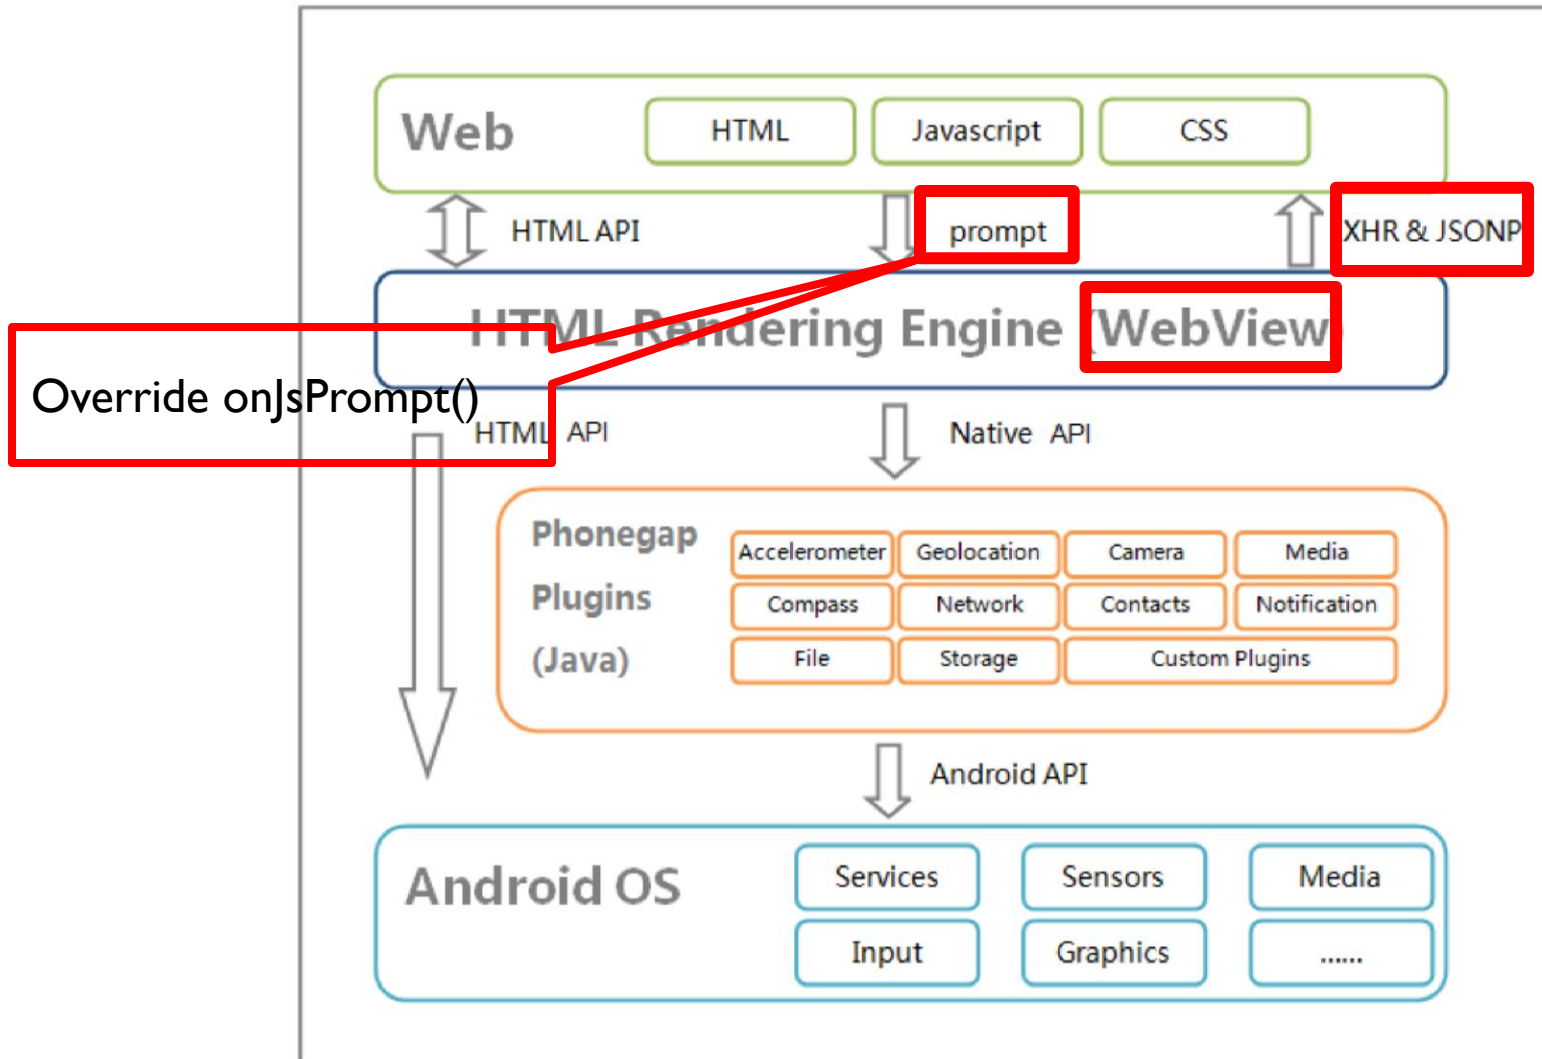 Web
HTML
Javascript
CSS
HTML API
prompt
XHR & JSONP
HTML Rendering Engine (WebView)
Override onJsPrompt()
HTML API
Native API
Phonegap
Plugins
(Java)
Accelerometer
Geolocation
Camera
Media
Compass
Network
Contacts
Notification
File
Storage
Custom Plugins
Android API
Android OS
Services
Sensors
Media
Input
Graphics
......